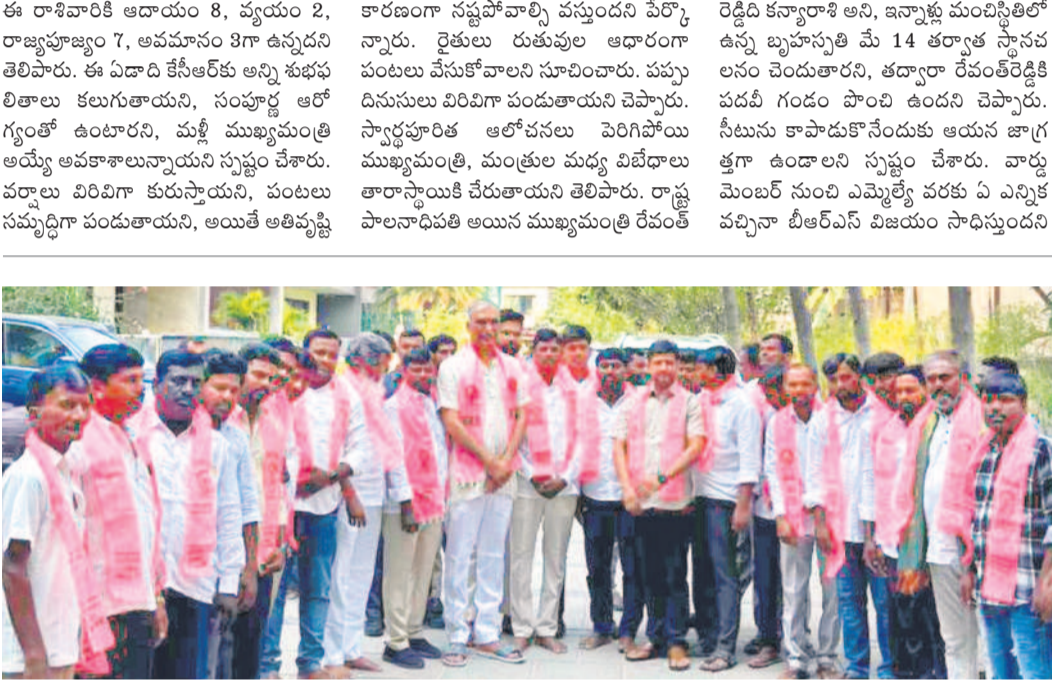 ఈ రాశివారికి ఆదాయం 8, వ్యయం 2,
రాజ్యపూజ్యం 7, అవమానం 3గా ఉన్నదని
తెలిపారు. ఈ ఏడాది కేసీఆర్‌కు అన్ని శుభఫ
లితాలు కలుగుతాయని, సంపూర్ణ ఆరో
గ్యంతో ఉంటారని, మళ్లీ ముఖ్యమంత్రి
అయ్యే అవకాశాలున్నాయని స్పష్టం చేశారు.
వర్షాలు విరివిగా కురుస్తాయని, పంటలు
సమృద్ధిగా పండుతాయని, అయితే అతివృష్టి
కారణంగా నష్టపోవాల్సి వస్తుందని పేర్కొ
న్నారు. రైతులు రుతువుల ఆధారంగా
పంటలు వేసుకోవాలని సూచించారు. పప్పు
దినుసులు విరివిగా పండుతాయని చెప్పారు.
స్వార్థపూరిత ఆలోచనలు పెరిగిపోయి
ముఖ్యమంత్రి, మంత్రుల మధ్య విబేధాలు
తారాస్థాయికి చేరుతాయని తెలిపారు. రాష్ట్ర
పాలనాధిపతి అయిన ముఖ్యమంత్రి రేవంత్‌
రెడ్డిది కన్యారాశి అని, ఇన్నాళ్లు మంచిస్థితిలో
ఉన్న బృహస్పతి మే 14 తర్వాత స్థానచ
లనం చెందుతారని, తద్వారా రేవంత్‌రెడ్డికి
పదవీ గండం పొంచి ఉందని చెప్పారు.
సీటును కాపాడుకొనేందుకు ఆయన జాగ్ర
త్తగా ఉండాలని స్పష్టం చేశారు. వార్డు
మెంబర్‌ నుంచి ఎమ్మెల్యే వరకు ఏ ఎన్నిక
వచ్చినా బీఆర్‌ఎస్‌ విజయం సాధిస్తుందని